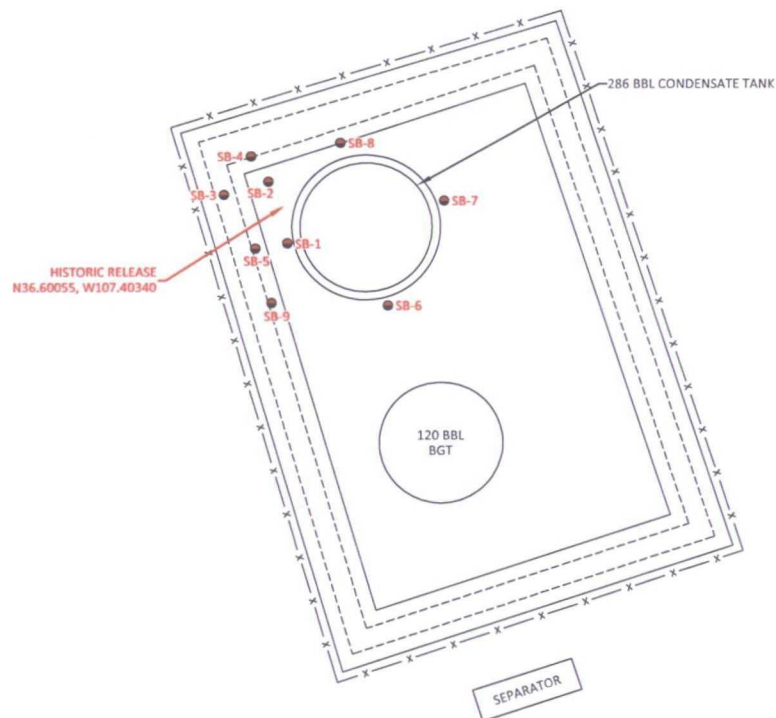 286 BBL CONDENSATE TANK
SB-8
SB-4
SB-2
SB-3
SB-7
SB-1
SB-5
HISTORIC RELEASE
N36.60055, W107.40340
SB-6
SB-9
120 BBL
BGT
SEPARATOR